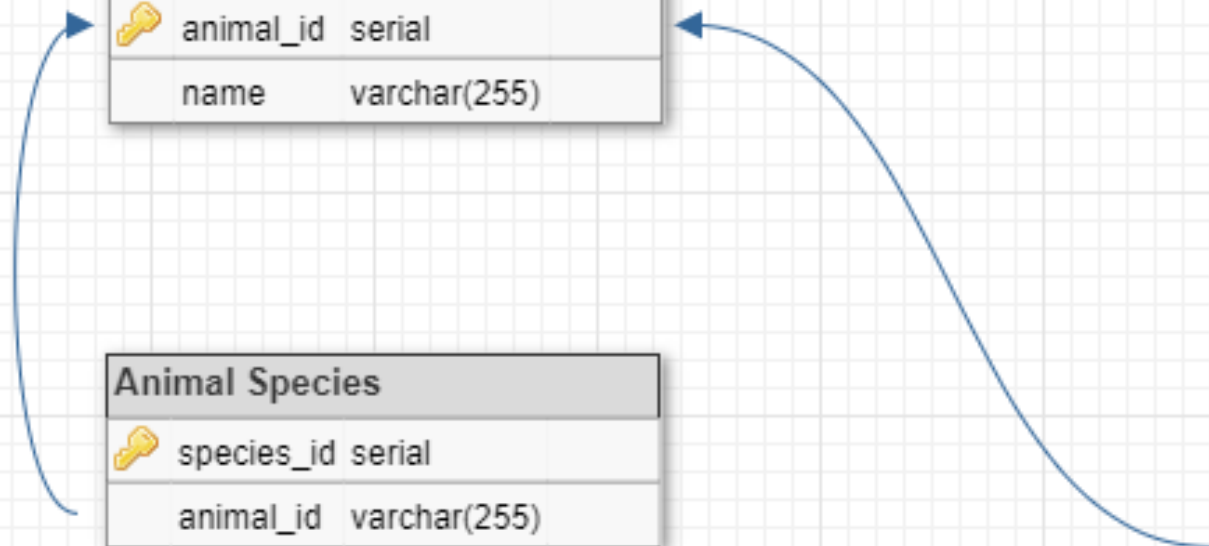 animal_id serial
name varchar(255)
Animal Species
species_id serial
animal_id varchar(255)